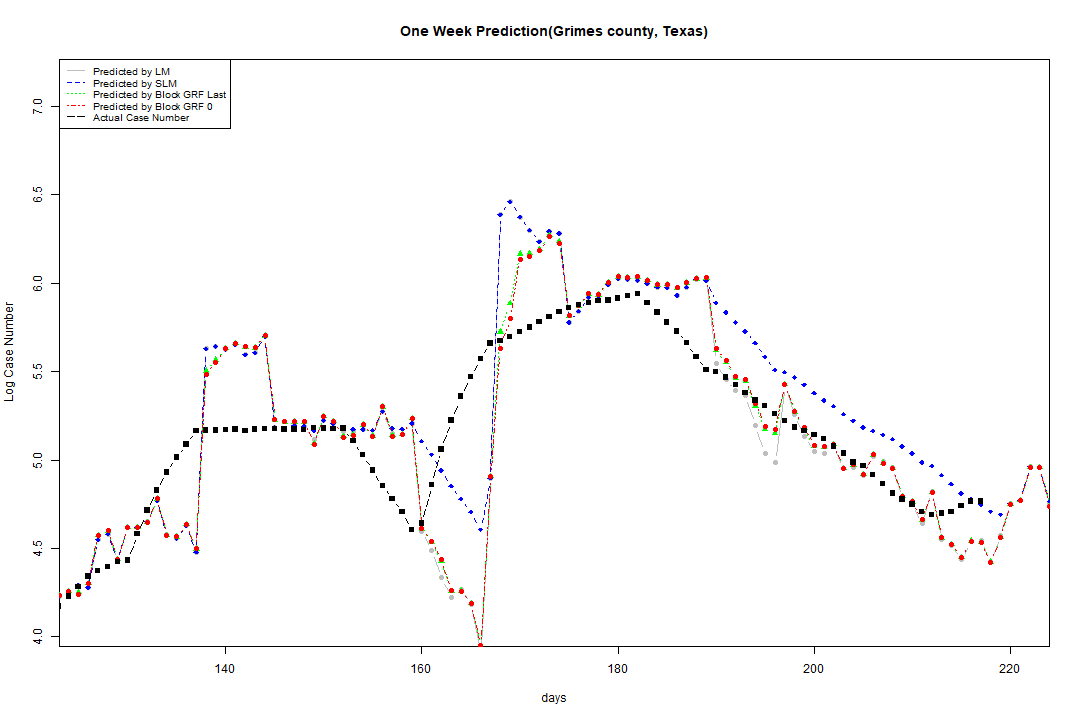 One Week Prediction(Grimes county, Texas)
Predicted by LM
Predicted by SLM
Predicted by Block GRF Last
Predicted by Block GRF 0
Actual Case Number
7.0
6.5
6.0
5.5
5.0
4.5
4.0
Log Case Number
140 160 180 200 220
days